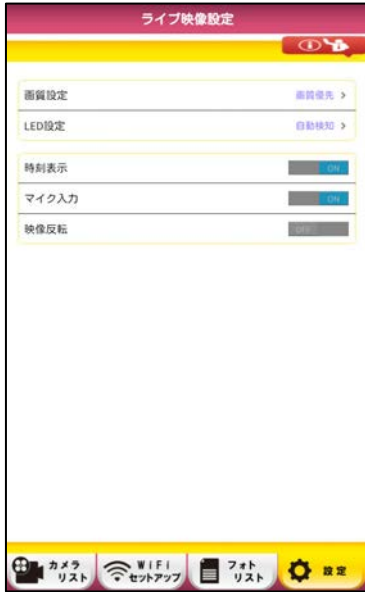 ライブ映像設定
画質設定 画質優先 >
LED設定 自動検知 >
時刻表示 ON
マイク入力 ON
映像反転 OFF
カメラ
リスト
WiFi
セットアップ
フォト
リスト
設定